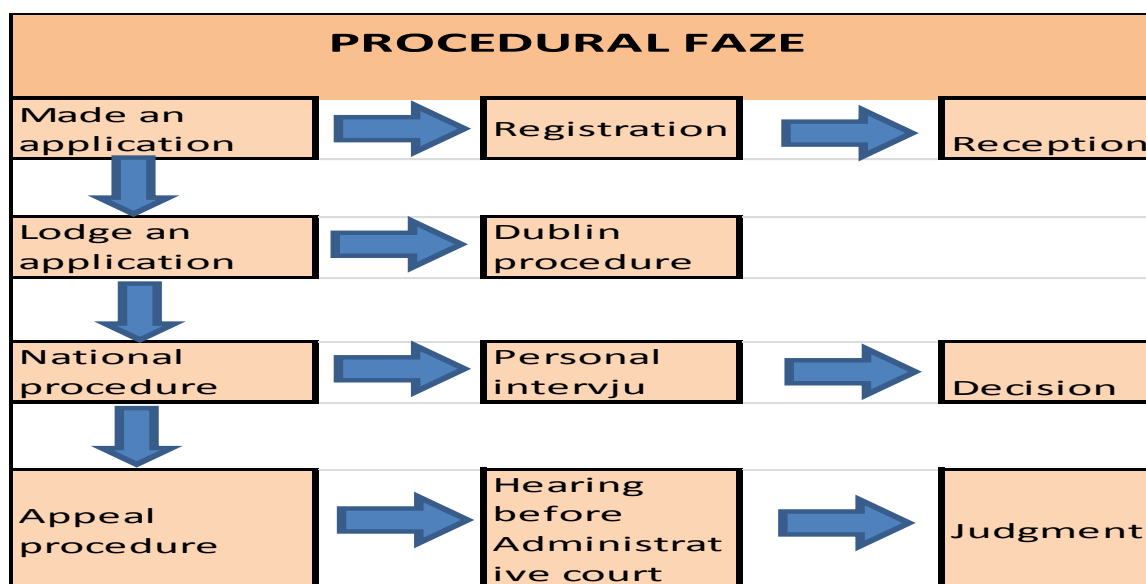 PROCEDURAL FAZE
Made an
application
Registration
Reception
Lodge an
application
Dublin
procedure
National
procedure
Personal
intervju
Decision
Appeal
procedure
Hearing
before
Administrat
ive court
Judgment